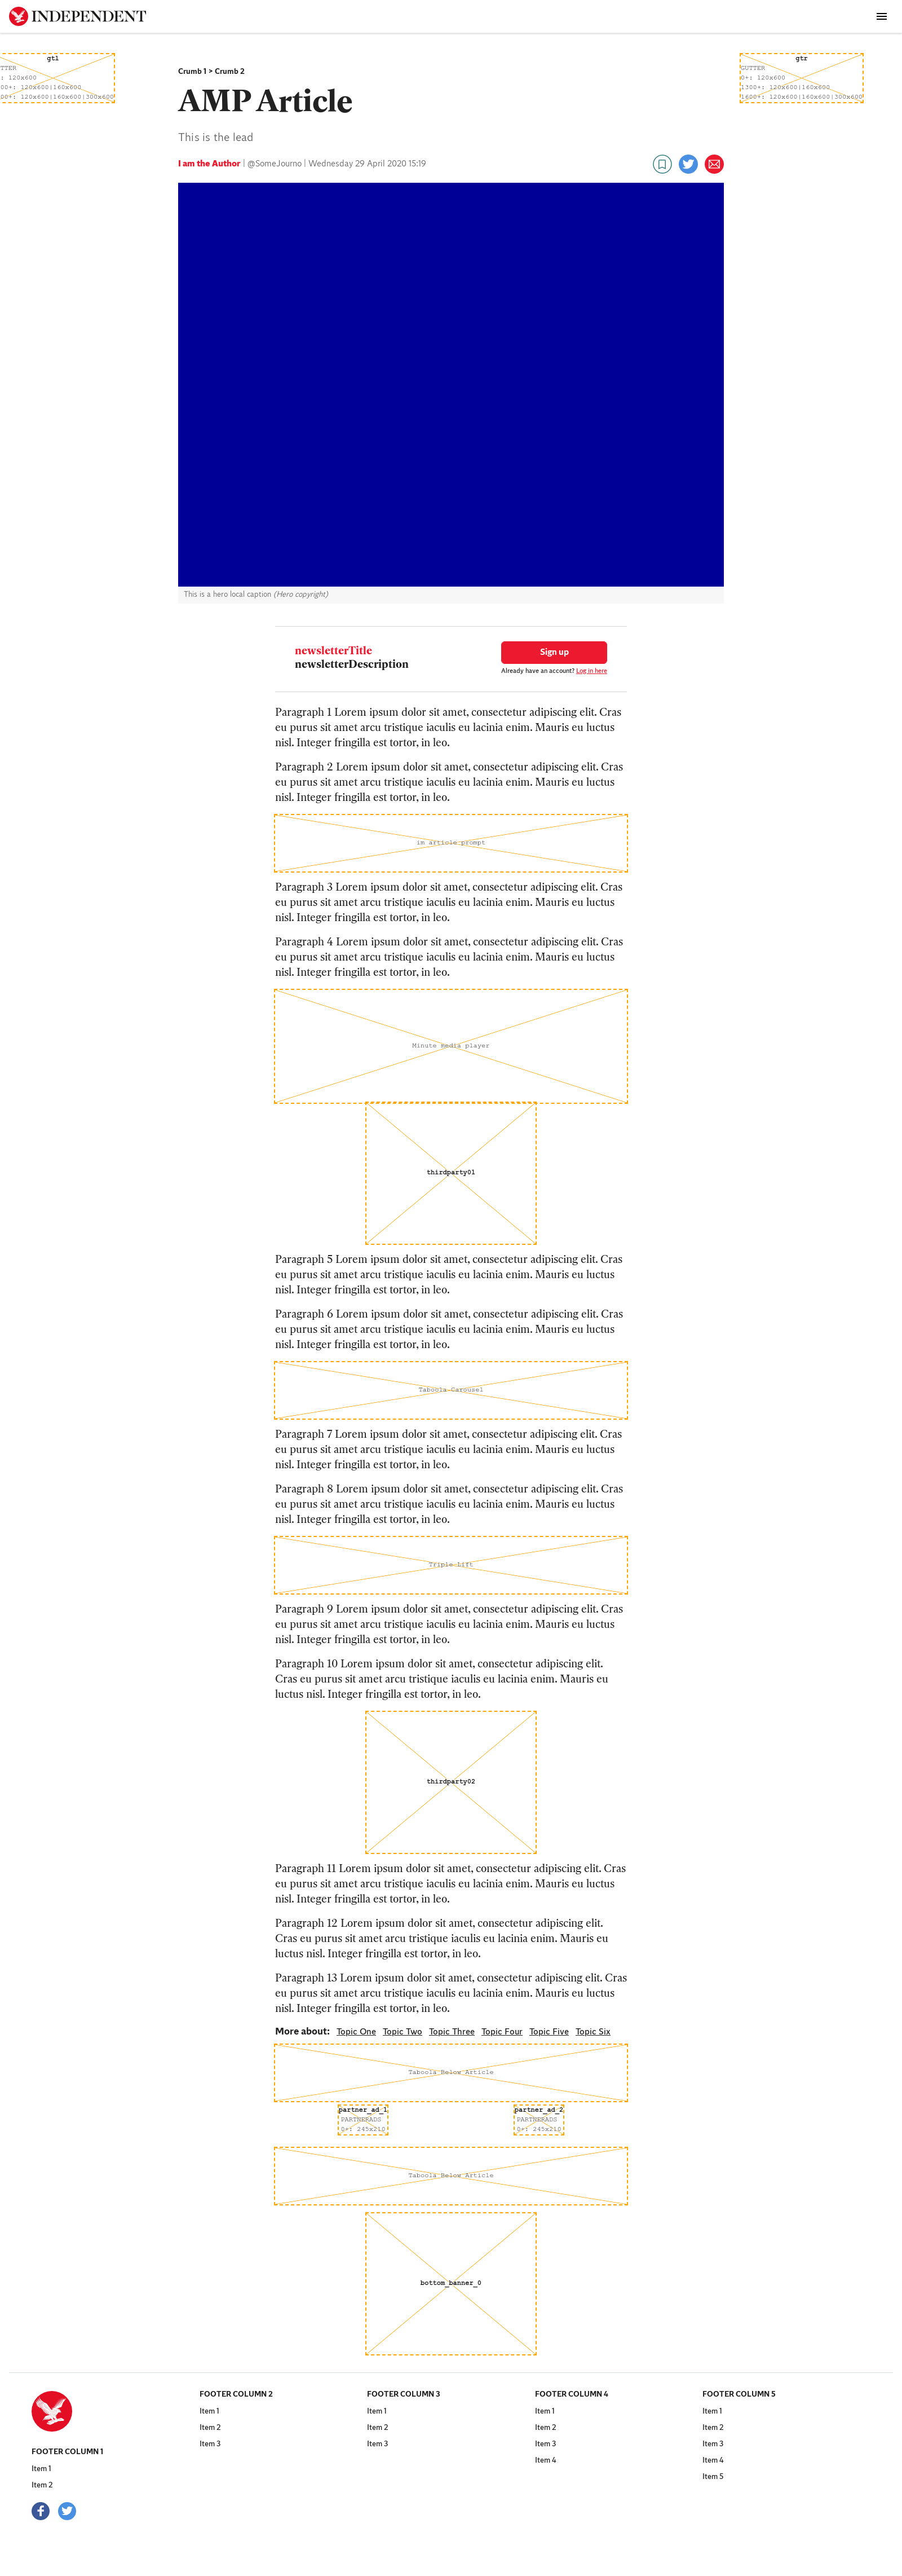 INDEPENDENT
gtl
TTER
: 120x600
00+: 120x600|160x600
00+: 120x600|160x600|300x600
gtr
GUTTER
0+: 120x600
1300+: 120x600|160x600
1600+: 120x600|160x600|300x600
Crumb 1 > Crumb 2
AMP Article
This is the lead
I am the Author | @SomeJourno | Wednesday 29 April 2020 15:19
This is a hero local caption (Hero copyright)
newsletterTitle
newsletterDescription
Sign up
Already have an account? Log in here
Paragraph 1 Lorem ipsum dolor sit amet, consectetur adipiscing elit. Cras
eu purus sit amet arcu tristique iaculis eu lacinia enim. Mauris eu luctus
nisl. Integer fringilla est tortor, in leo.
Paragraph 2 Lorem ipsum dolor sit amet, consectetur adipiscing elit. Cras
eu purus sit amet arcu tristique iaculis eu lacinia enim. Mauris eu luctus
nisl. Integer fringilla est tortor, in leo.
im article prompt
Paragraph 3 Lorem ipsum dolor sit amet, consectetur adipiscing elit. Cras
eu purus sit amet arcu tristique iaculis eu lacinia enim. Mauris eu luctus
nisl. Integer fringilla est tortor, in leo.
Paragraph 4 Lorem ipsum dolor sit amet, consectetur adipiscing elit. Cras
eu purus sit amet arcu tristique iaculis eu lacinia enim. Mauris eu luctus
nisl. Integer fringilla est tortor, in leo.
Minute media player
thirdparty01
Paragraph 5 Lorem ipsum dolor sit amet, consectetur adipiscing elit. Cras
eu purus sit amet arcu tristique iaculis eu lacinia enim. Mauris eu luctus
nisl. Integer fringilla est tortor, in leo.
Paragraph 6 Lorem ipsum dolor sit amet, consectetur adipiscing elit. Cras
eu purus sit amet arcu tristique iaculis eu lacinia enim. Mauris eu luctus
nisl. Integer fringilla est tortor, in leo.
Taboola Carousel
Paragraph 7 Lorem ipsum dolor sit amet, consectetur adipiscing elit. Cras
eu purus sit amet arcu tristique iaculis eu lacinia enim. Mauris eu luctus
nisl. Integer fringilla est tortor, in leo.
Paragraph 8 Lorem ipsum dolor sit amet, consectetur adipiscing elit. Cras
eu purus sit amet arcu tristique iaculis eu lacinia enim. Mauris eu luctus
nisl. Integer fringilla est tortor, in leo.
Triple Lift
Paragraph 9 Lorem ipsum dolor sit amet, consectetur adipiscing elit. Cras
eu purus sit amet arcu tristique iaculis eu lacinia enim. Mauris eu luctus
nisl. Integer fringilla est tortor, in leo.
Paragraph 10 Lorem ipsum dolor sit amet, consectetur adipiscing elit.
Cras eu purus sit amet arcu tristique iaculis eu lacinia enim. Mauris eu
luctus nisl. Integer fringilla est tortor, in leo.
thirdparty02
Paragraph 11 Lorem ipsum dolor sit amet, consectetur adipiscing elit. Cras
eu purus sit amet arcu tristique iaculis eu lacinia enim. Mauris eu luctus
nisl. Integer fringilla est tortor, in leo.
Paragraph 12 Lorem ipsum dolor sit amet, consectetur adipiscing elit.
Cras eu purus sit amet arcu tristique iaculis eu lacinia enim. Mauris eu
luctus nisl. Integer fringilla est tortor, in leo.
Paragraph 13 Lorem ipsum dolor sit amet, consectetur adipiscing elit. Cras
eu purus sit amet arcu tristique iaculis eu lacinia enim. Mauris eu luctus
nisl. Integer fringilla est tortor, in leo.
More about: Topic One Topic Two Topic Three Topic Four Topic Five Topic Six
Taboola Below Article
partner_ad_1
PARTNERADS
0+: 245x210
partner_ad_2
PARTNERADS
0+: 245x210
Taboola Below Article
bottom_banner_0
FOOTER COLUMN 1
Item 1
Item 2
FOOTER COLUMN 2
Item 1
Item 2
Item 3
FOOTER COLUMN 3
Item 1
Item 2
Item 3
FOOTER COLUMN 4
Item 1
Item 2
Item 3
Item 4
FOOTER COLUMN 5
Item 1
Item 2
Item 3
Item 4
Item 5